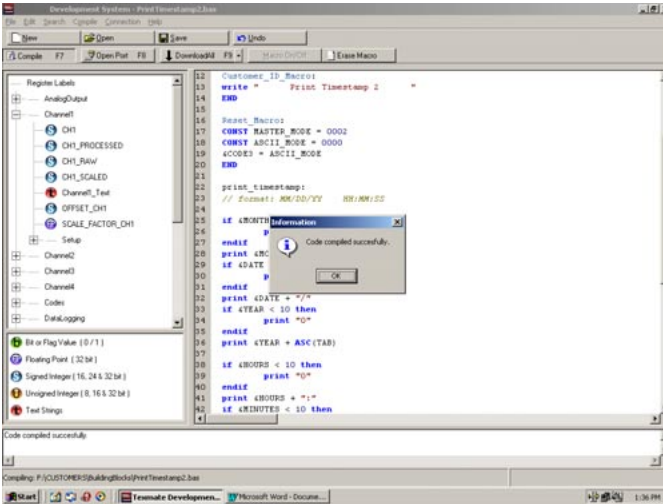 Development System - PrintTimestamp2.bas
File Edit Search Compile Connection Help
New Open Save Undo
Compile F7 Open Port F8 Download/All F9 Macro On/Off Erase Macro
Register Labels
AnalogOutput
Channel1
CH1
CH1_PROCESSED
CH1_RAW
CH1_SCALED
Channel1_Text
OFFSET_CH1
SCALE_FACTOR_CH1
Setup
Channel2
Channel3
Channel4
Codes
DataLogging
Bit or Flag Value ( 0 / 1 )
Floating Point ( 32 bit )
Signed Integer ( 16, 24 & 32 bit )
Unsigned Integer ( 8, 16 & 32 bit )
Text Strings
12 Customer_ID_Macro:
13 write " Print Timestamp 2 "
14 END
15
16 Reset_Macro:
17 CONST MASTER_MODE = 0002
18 CONST ASCII_MODE = 0000
19 &CODE3 = ASCII_MODE
20 END
21
22 print_timestamp:
23 // format: MM/DD/YY HH:MM:SS
24
25 if &MONTH
26 p
27 endif
28 print &MO
29 if &DATE
30 p
31 endif
32 print &DATE + "/"
33 if &YEAR < 10 then
34 print "0"
35 endif
36 print &YEAR + ASC(TAB)
37
38 if &HOURS < 10 then
39 print "0"
40 endif
41 print &HOURS + ":"
42 if &MINUTES < 10 then
Information
Code compiled succesfully.
OK
Code compiled succesfully.
Compiling: P:\CUSTOMERS\BuildingBlocks\PrintTimestamp2.bas
Start Texmate Developmen... Microsoft Word - Docume... 1:36 PM